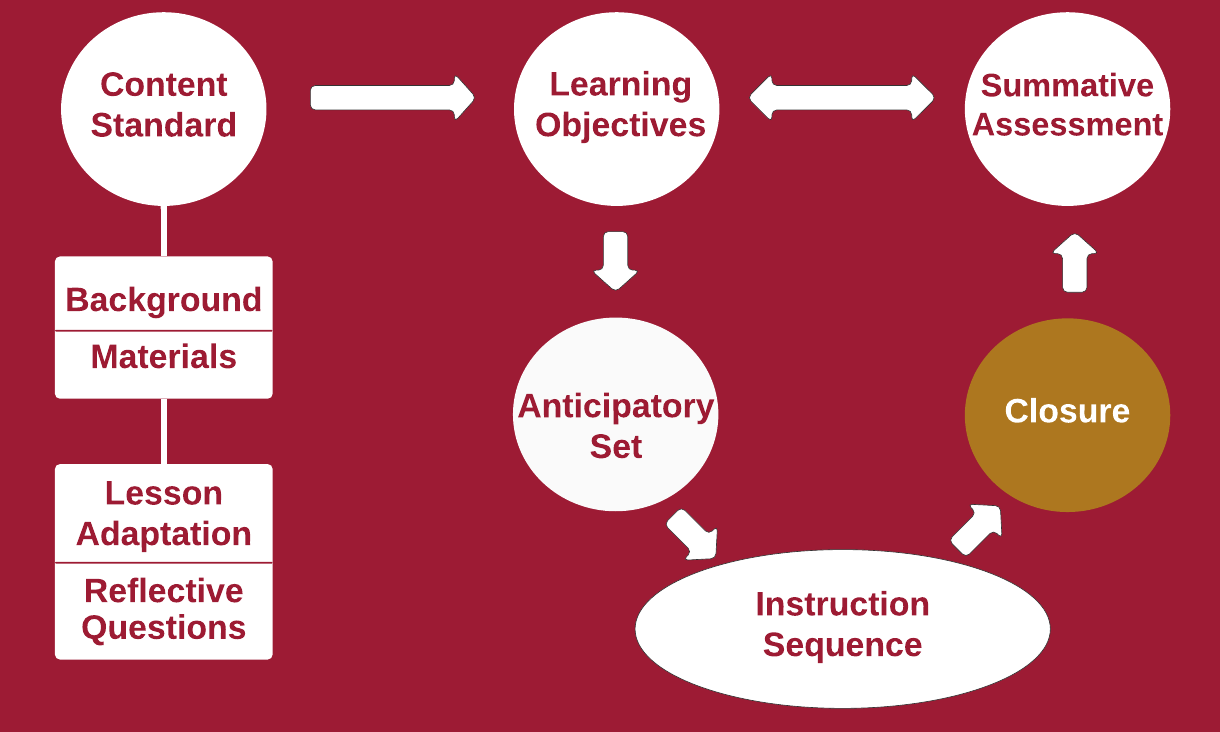 Content
Standard
Learning
Objectives
Summative
Assessment
Background
Materials
Anticipatory
Set
Closure
Lesson
Adaptation
Reflective
Questions
Instruction
Sequence